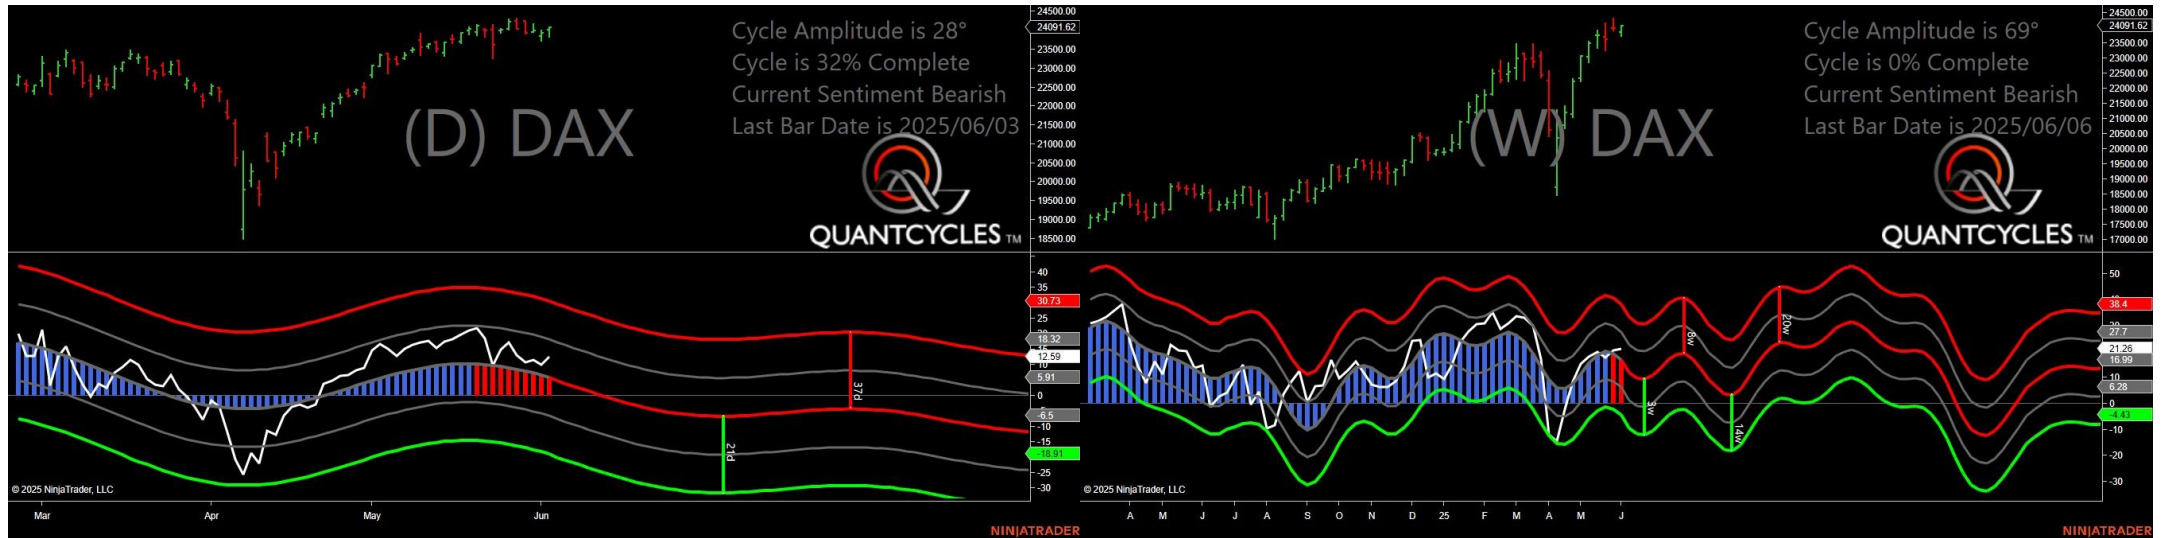 Cycle Amplitude is 28°
Cycle is 32% Complete
Current Sentiment Bearish
Last Bar Date is 2025/06/03
(D) DAX
QUANTCYCLES TM
24500.00
24091.62
23500.00
23000.00
22500.00
22000.00
21500.00
21000.00
20500.00
20000.00
19500.00
19000.00
18500.00
40
35
30.73
25
18.32
12.59
5.91
0
-6.5
-10
-15
-18.91
-25
-30
21d
37d
© 2025 NinjaTrader, LLC
Mar
Apr
May
Jun
NINJATRADER
Cycle Amplitude is 69°
Cycle is 0% Complete
Current Sentiment Bearish
Last Bar Date is 2025/06/06
(W) DAX
QUANTCYCLES TM
24500.00
24091.62
23500.00
23000.00
22500.00
22000.00
21500.00
21000.00
20500.00
20000.00
19500.00
19000.00
18500.00
18000.00
17500.00
17000.00
50
38.4
27.7
21.26
16.99
10
6.28
0
-4.43
-10
-20
-30
3w
8w
14w
20w
© 2025 NinjaTrader, LLC
A M J J A S O N D 25 F M A M J
NINJATRADER